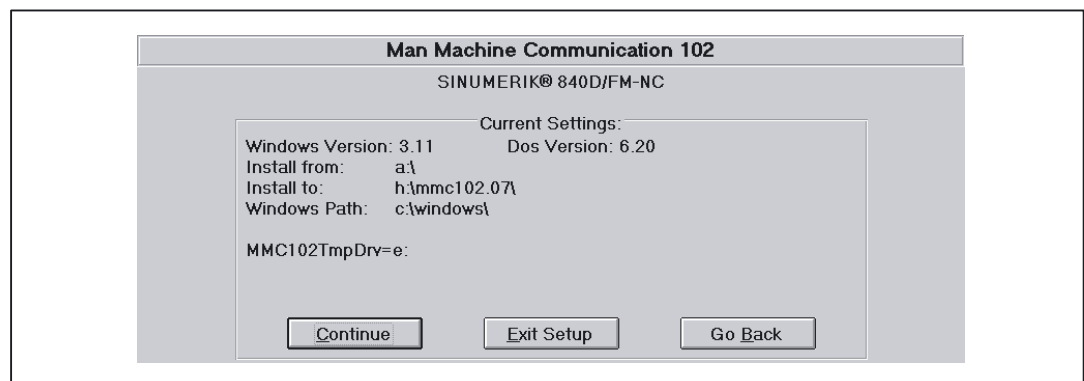 Man Machine Communication 102
SINUMERIK® 840D/FM-NC
Current Settings:
Windows Version: 3.11 Dos Version: 6.20
Install from: a:\
Install to: h:\mmc102.07\
Windows Path: c:\windows\
MMC102TmpDrv=e:
Continue Exit Setup Go Back